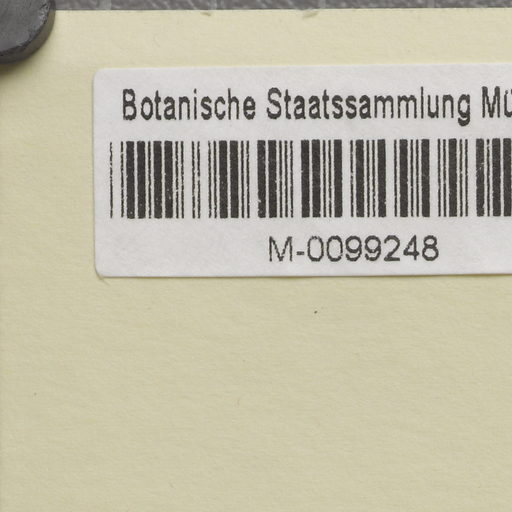 Botanische Staatssammlung Mü
M-0099248